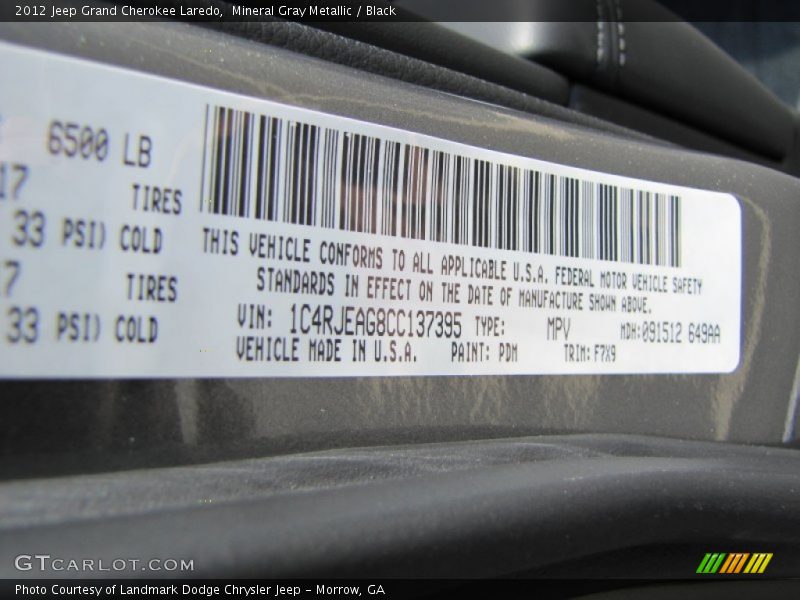 2012 Jeep Grand Cherokee Laredo, Mineral Gray Metallic / Black
6500 LB
17 TIRES
33 PSI) COLD
7 TIRES
33 PSI) COLD
THIS VEHICLE CONFORMS TO ALL APPLICABLE U.S.A. FEDERAL MOTOR VEHICLE SAFETY
STANDARDS IN EFFECT ON THE DATE OF MANUFACTURE SHOWN ABOVE.
VIN: 1C4RJEAG8CC137395 TYPE: MPV MDH:091512 649AA
VEHICLE MADE IN U.S.A. PAINT: PDM TRIM: F7X9
GTCARLOT.COM
Photo Courtesy of Landmark Dodge Chrysler Jeep – Morrow, GA